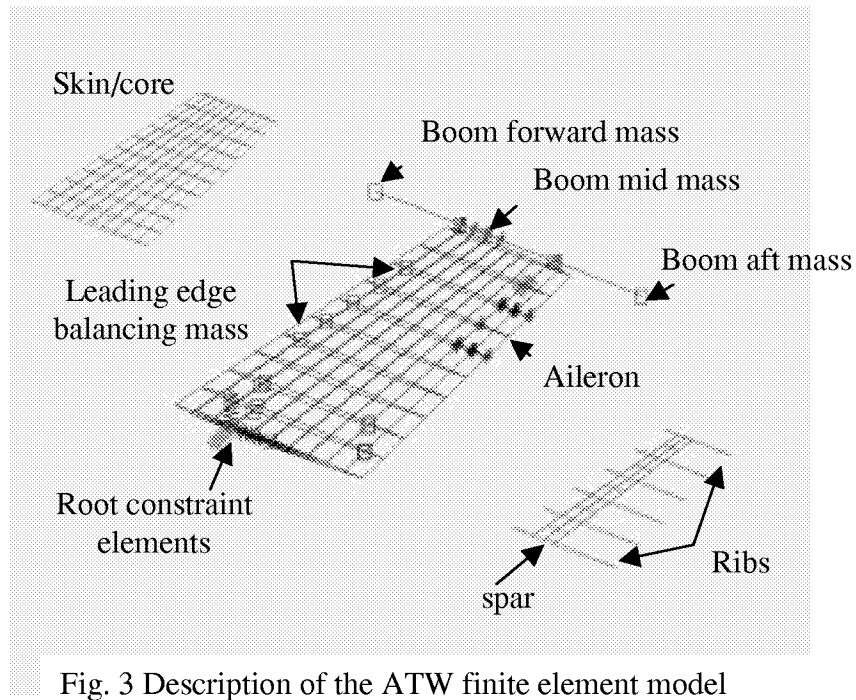 Skin/core
Boom forward mass
Boom mid mass
Boom aft mass
Leading edge
balancing mass
Aileron
Root constraint
elements
Ribs
spar
Fig. 3 Description of the ATW finite element model